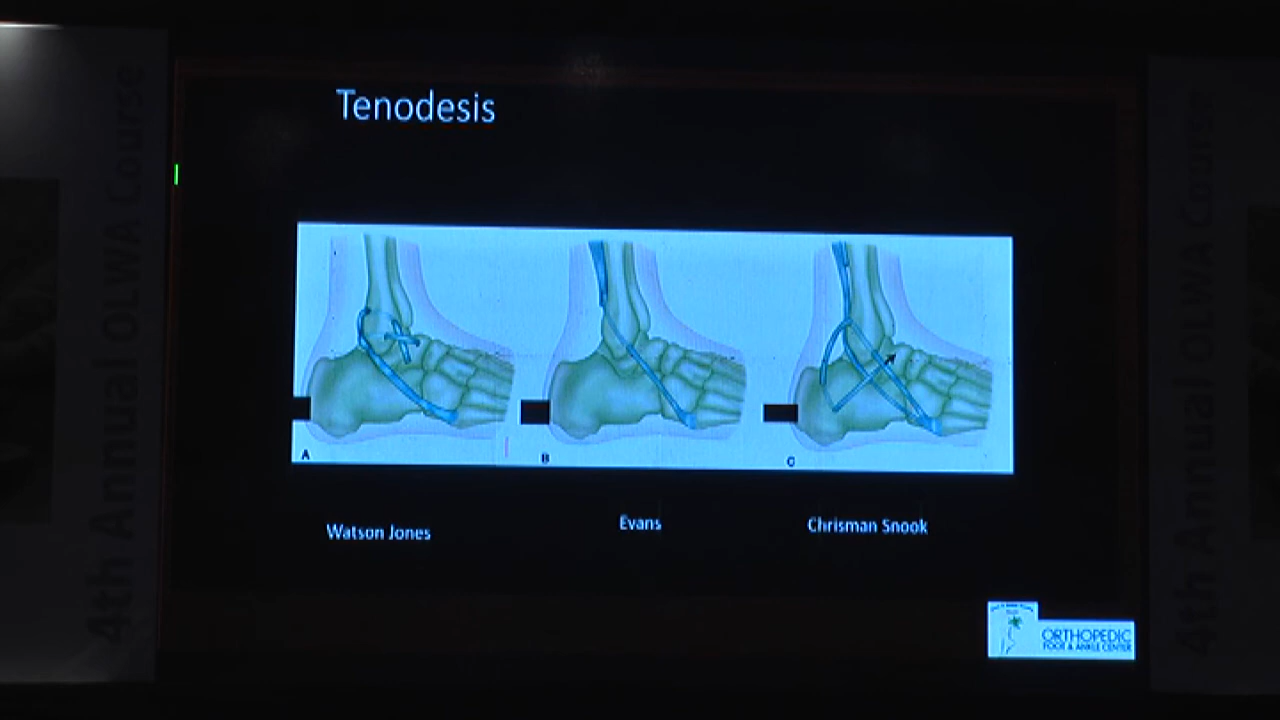 Tenodesis
4th Annual OLWA Course
4th Annual OLWA Course
A
B
C
Watson Jones
Evans
Chrisman Snook
ORTHOPEDIC
FOOT & ANKLE CENTER